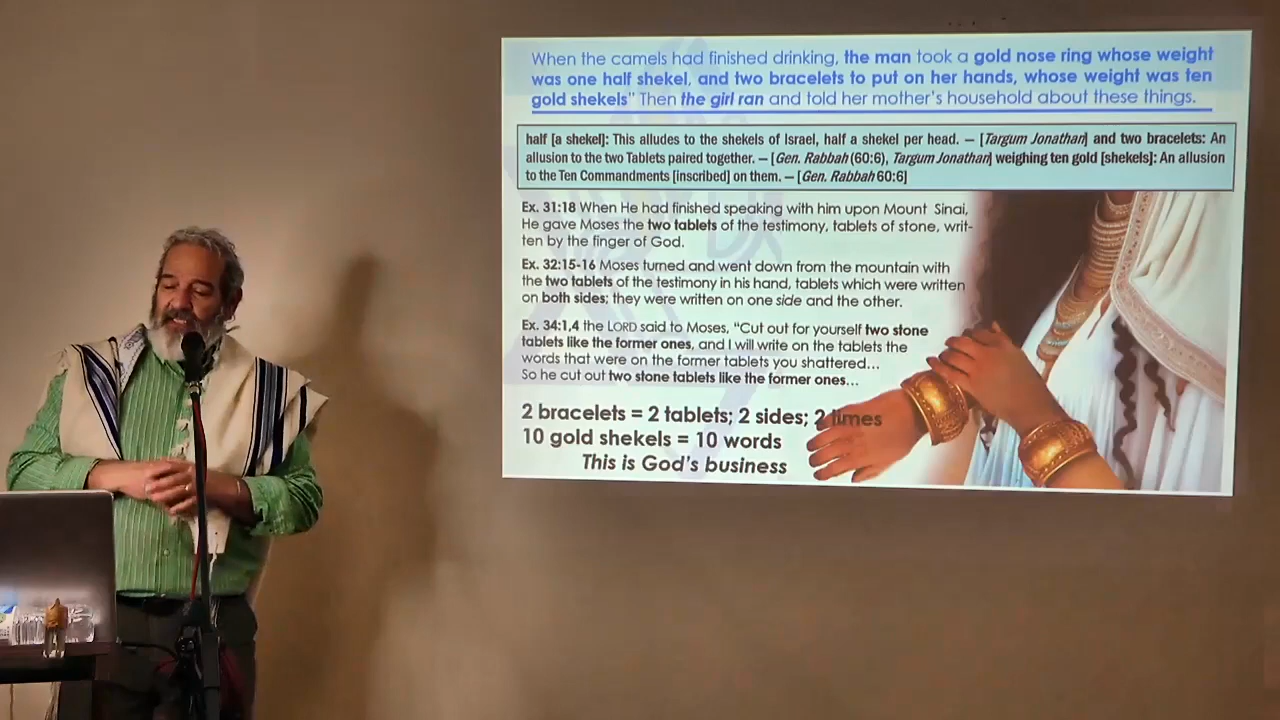 When the camels had finished drinking, the man took a gold nose ring whose weight
was one half shekel, and two bracelets to put on her hands, whose weight was ten
gold shekels” Then the girl ran and told her mother’s household about these things.
half [a shekel]: This alludes to the shekels of Israel, half a shekel per head. — [Targum Jonathan] and two bracelets: An
allusion to the two Tablets paired together. — [Gen. Rabbah (60:6), Targum Jonathan] weighing ten gold [shekels]: An allusion
to the Ten Commandments [inscribed] on them. — [Gen. Rabbah 60:6]
Ex. 31:18 When He had finished speaking with him upon Mount Sinai,
He gave Moses the two tablets of the testimony, tablets of stone, writ-
ten by the finger of God.
Ex. 32:15-16 Moses turned and went down from the mountain with
the two tablets of the testimony in his hand, tablets which were written
on both sides; they were written on one side and the other.
Ex. 34:1,4 the LORD said to Moses, “Cut out for yourself two stone
tablets like the former ones, and I will write on the tablets the
words that were on the former tablets you shattered...
So he cut out two stone tablets like the former ones...
2 bracelets = 2 tablets; 2 sides; 2 times
10 gold shekels = 10 words
This is God’s business